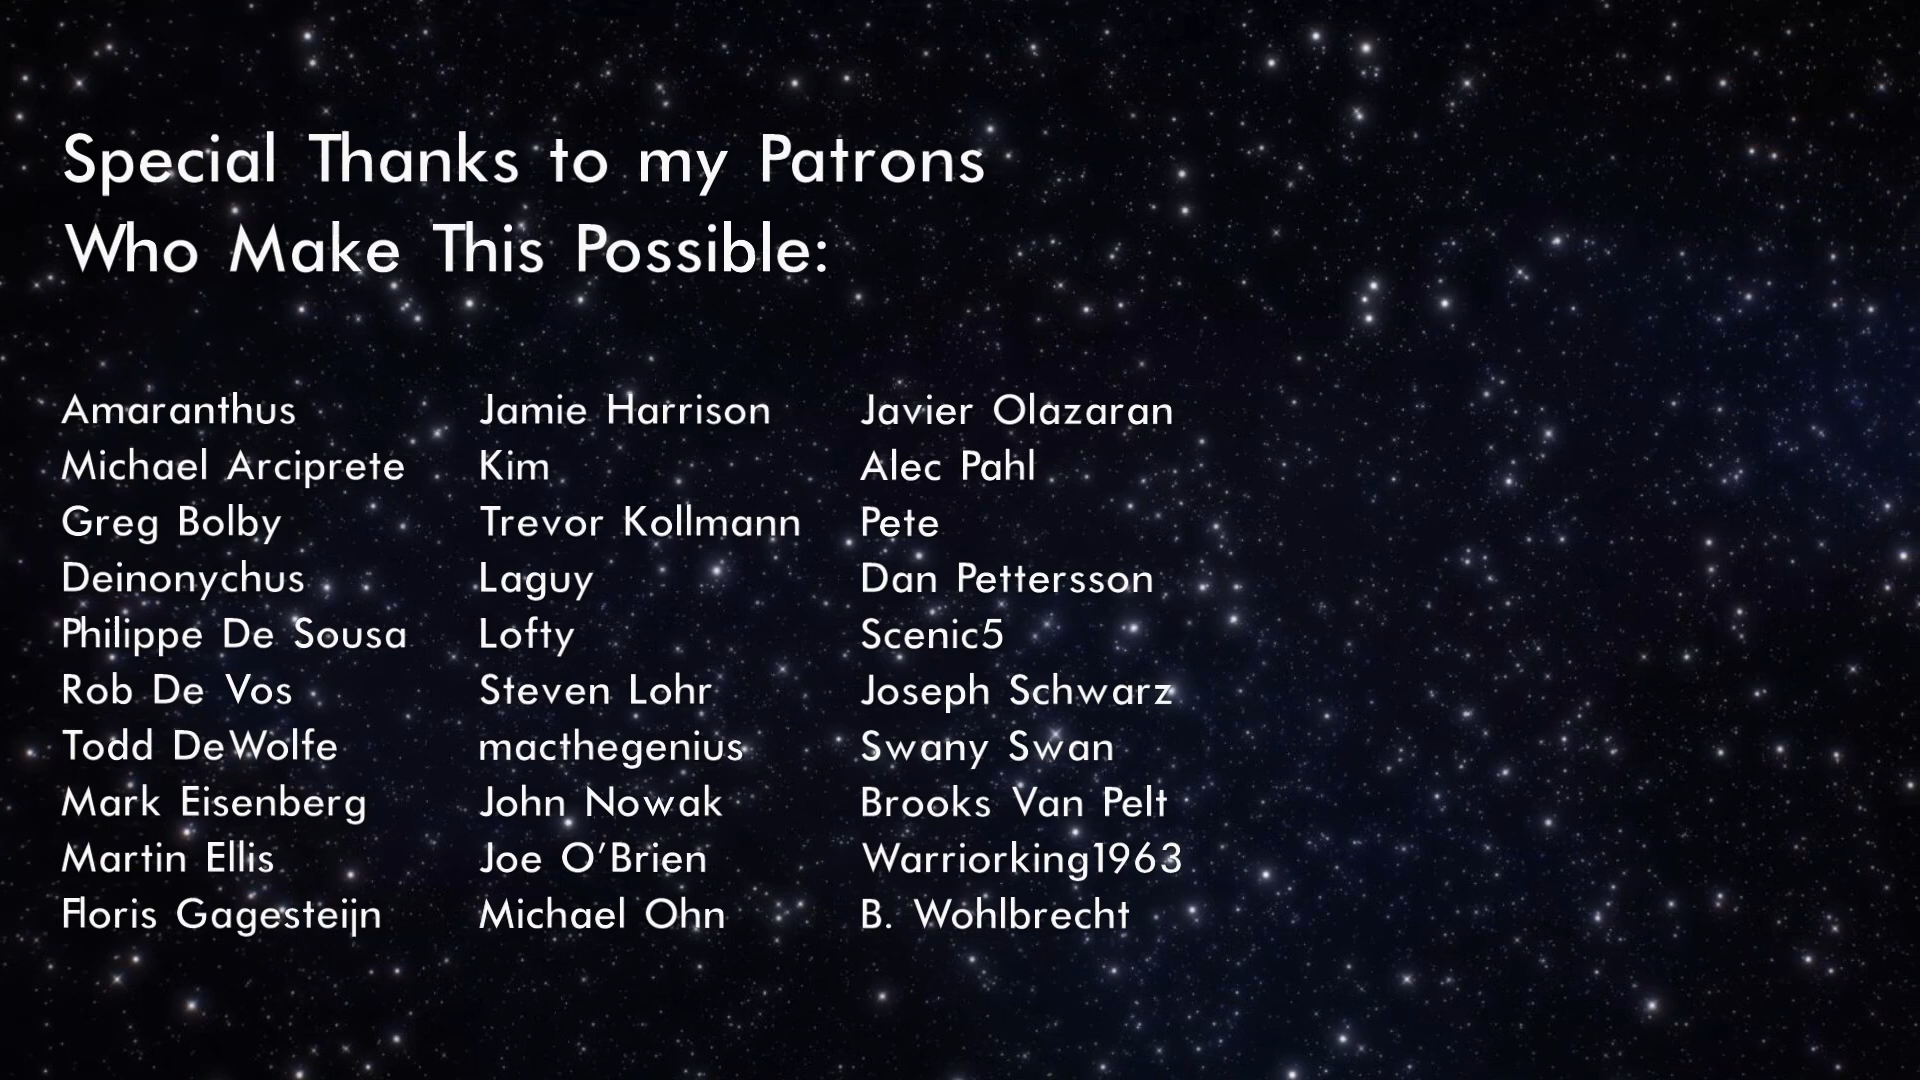 Special Thanks to my Patrons
Who Make This Possible:
Amaranthus
Michael Arciprete
Greg Bolby
Deinonychus
Philippe De Sousa
Rob De Vos
Todd DeWolfe
Mark Eisenberg
Martin Ellis
Floris Gagesteijn
Jamie Harrison
Kim
Trevor Kollmann
Laguy
Lofty
Steven Lohr
macthegenius
John Nowak
Joe O’Brien
Michael Ohn
Javier Olazaran
Alec Pahl
Pete
Dan Pettersson
Scenic5
Joseph Schwarz
Swany Swan
Brooks Van Pelt
Warriorking1963
B. Wohlbrecht